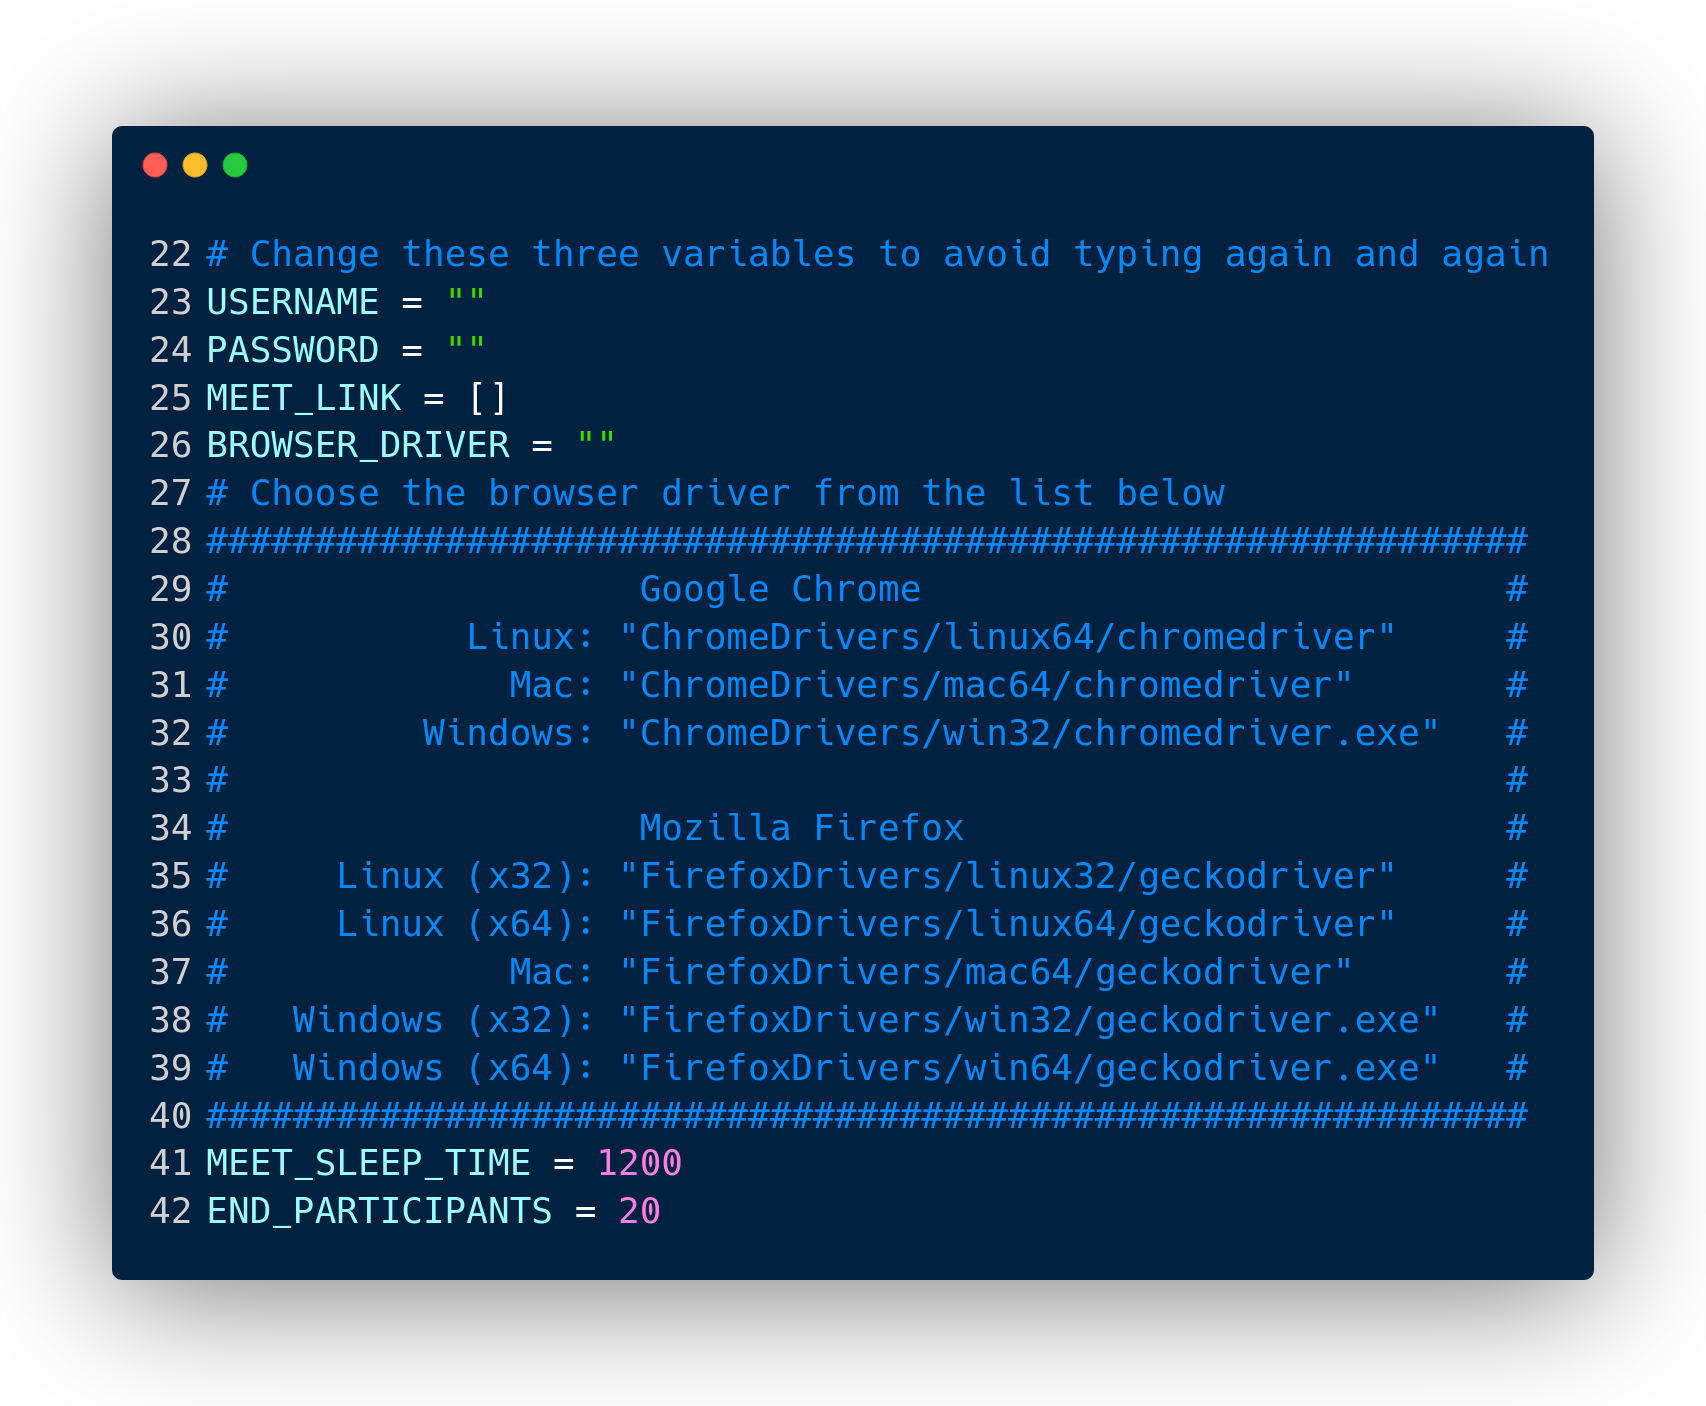 22 # Change these three variables to avoid typing again and again
23 USERNAME = ""
24 PASSWORD = ""
25 MEET_LINK = []
26 BROWSER_DRIVER = ""
27 # Choose the browser driver from the list below
28 #############################################################
29 #                   Google Chrome                           #
30 #           Linux: "ChromeDrivers/linux64/chromedriver"     #
31 #             Mac: "ChromeDrivers/mac64/chromedriver"       #
32 #         Windows: "ChromeDrivers/win32/chromedriver.exe"   #
33 #                                                           #
34 #                   Mozilla Firefox                         #
35 #     Linux (x32): "FirefoxDrivers/linux32/geckodriver"     #
36 #     Linux (x64): "FirefoxDrivers/linux64/geckodriver"     #
37 #             Mac: "FirefoxDrivers/mac64/geckodriver"       #
38 #   Windows (x32): "FirefoxDrivers/win32/geckodriver.exe"   #
39 #   Windows (x64): "FirefoxDrivers/win64/geckodriver.exe"   #
40 #############################################################
41 MEET_SLEEP_TIME = 1200
42 END_PARTICIPANTS = 20